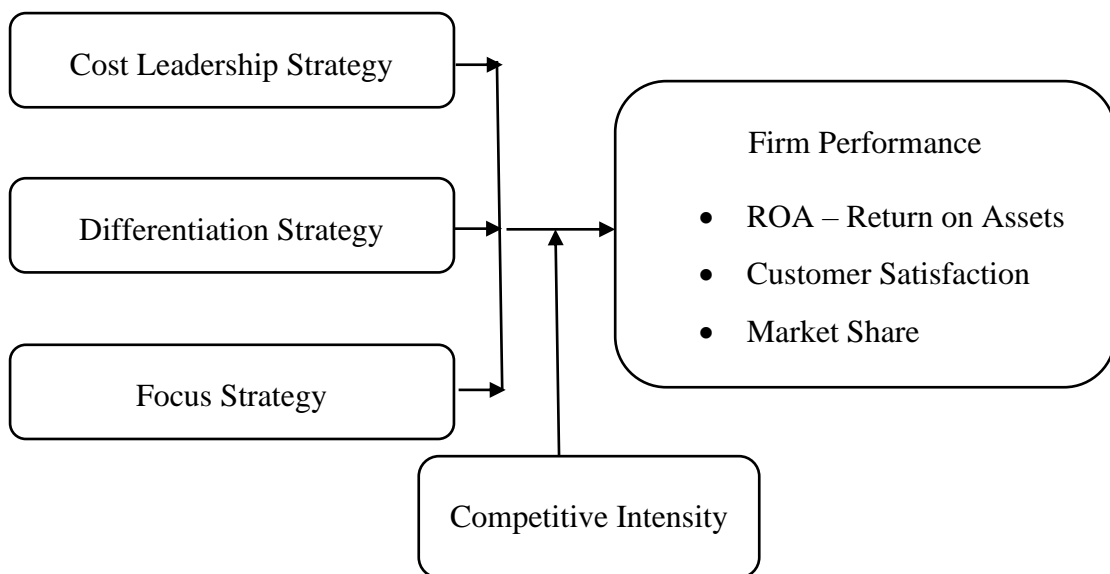 Cost Leadership Strategy
Differentiation Strategy
Focus Strategy
Firm Performance
• ROA – Return on Assets
• Customer Satisfaction
• Market Share
Competitive Intensity